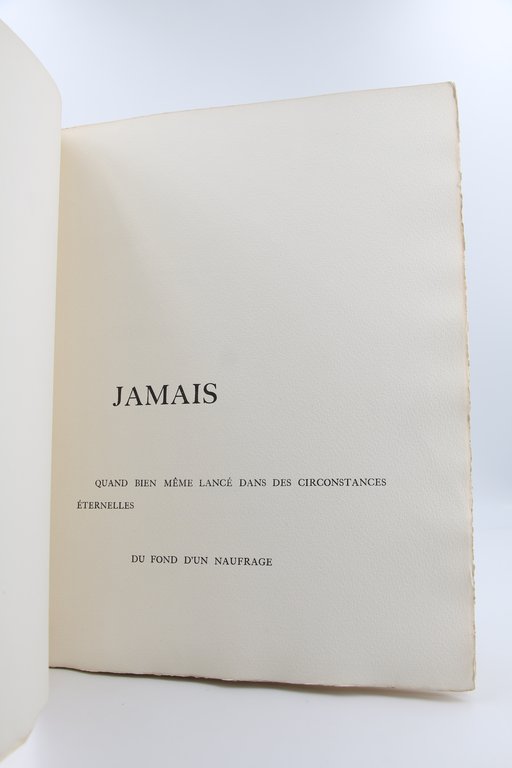 JAMAIS
QUAND BIEN MÊME LANCÉ DANS DES CIRCONSTANCES
ÉTERNELLES
DU FOND D'UN NAUFRAGE